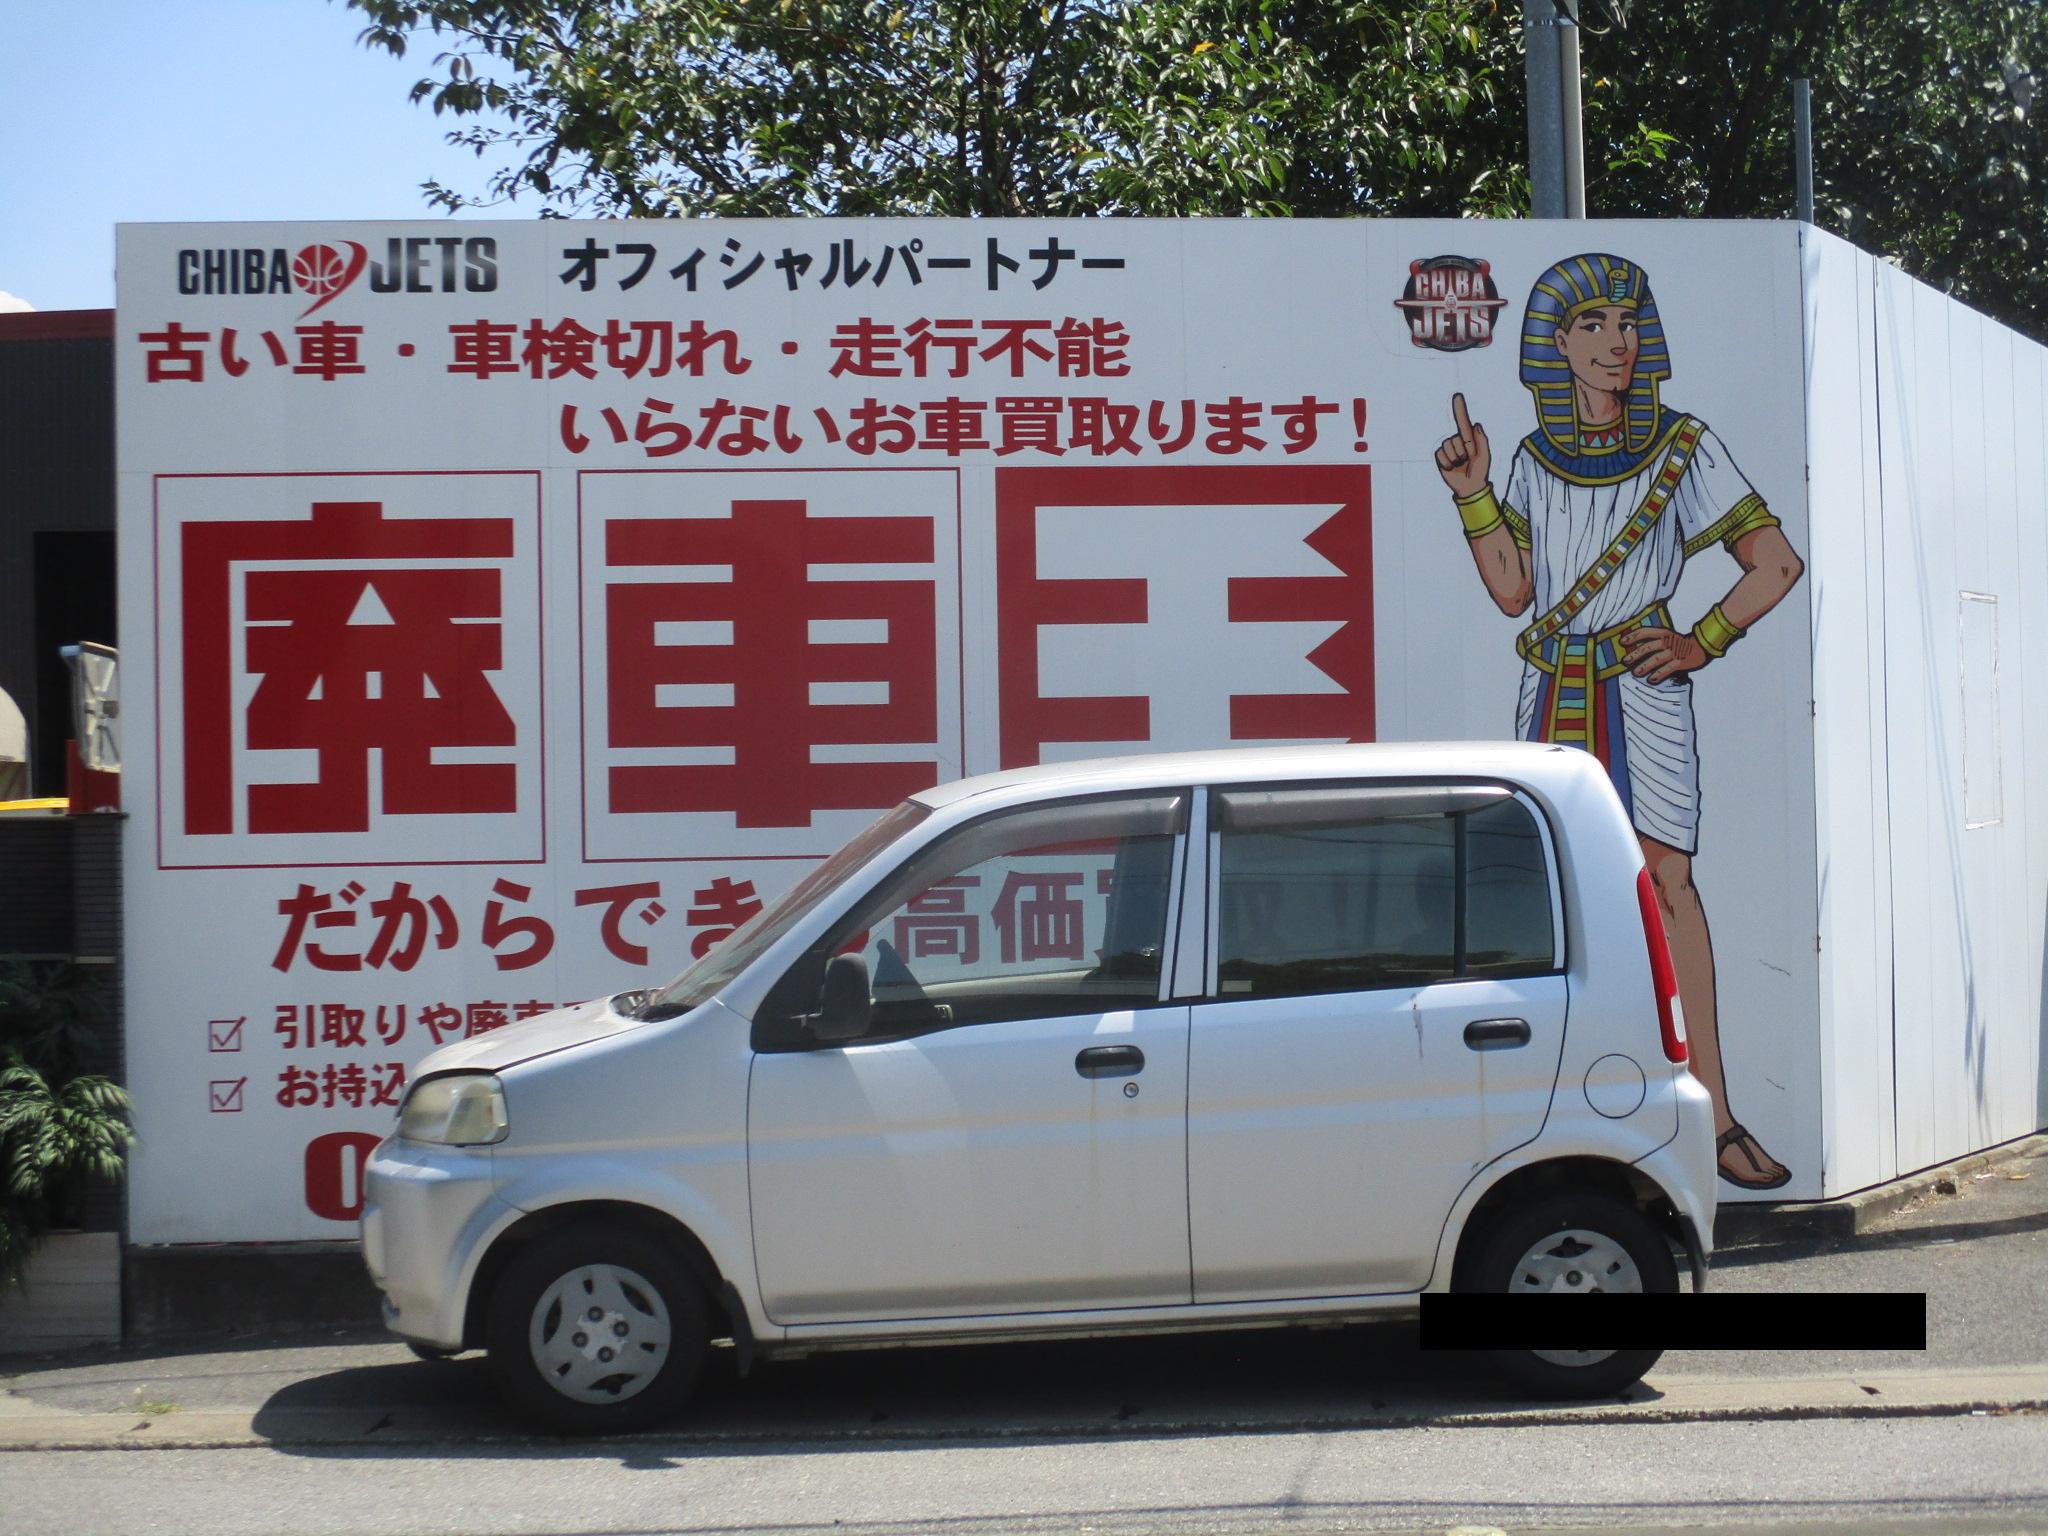 CHIBA JETS オフィシャルパートナー
CHIBA
JETS
古い車・車検切れ・走行不能
いらないお車買取ります!
廃車王
だからでき 高価
引取りや廃車
お持込
0